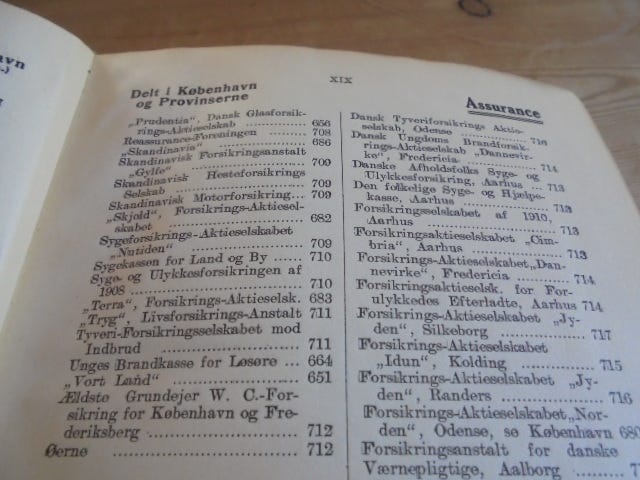 XIX
Delt i København
og Provinserne
„Prudentia“, Dansk Glasforsik-
rings-Aktieselskab 656
Reassurance-Foreningen 708
„Skandinavia“ 686
Skandinavisk Forsikringsanstalt
„Gylfe“ 709
Skandinavisk Hesteforsikrings
Selskab 709
Skandinavisk Motorforsikring... 709
„Skjold“, Forsikrings-Aktiesel-
skabet 682
Sygeforsikrings-Aktieselskabet
„Nutiden“ 709
Sygekassen for Land og By 710
Syge- og Ulykkesforsikringen af
1908 710
„Terra“, Forsikrings-Aktieselsk. 683
„Tryg“, Livsforsikrings-Anstalt 711
Tyveri-Forsikringsselskabet mod
Indbrud 711
Unges Brandkasse for Løsøre ... 664
„Vort Land“ 651
Ældste Grundejer W. C.-For-
sikring for København og Fre-
deriksberg 712
Øerne 712
Assurance
Dansk Tyveriforsikrings Aktie-
selskab, Odense 716
Dansk Ungdoms Brandforsik-
rings-Aktieselskab „Dannevir-
ke“, Fredericia 714
Danske Afholdsfolks Syge- og
Ulykkesforsikring, Aarhus 713
Den folkelige Syge- og Hjælpe-
kasse, Aarhus 713
Forsikringsselskabet af 1910,
Aarhus 713
Forsikringsaktieselskabet „Cim-
bria“, Aarhus 713
Forsikrings-Aktieselskabet „Dan-
nevirke“, Fredericia 714
Forsikringsaktieselsk. for For-
ulykkedes Efterladte, Aarhus 714
Forsikrings-Aktieselskabet „Jy-
den“, Silkeborg 717
Forsikrings-Aktieselskabet
„Idun“, Kolding 715
Forsikrings-Aktieselskabet „Jy-
den“, Randers 716
Forsikrings-Aktieselskabet „Nor-
den“, Odense, se København 680
Forsikringsanstalt for danske
Værnepligtige, Aalborg